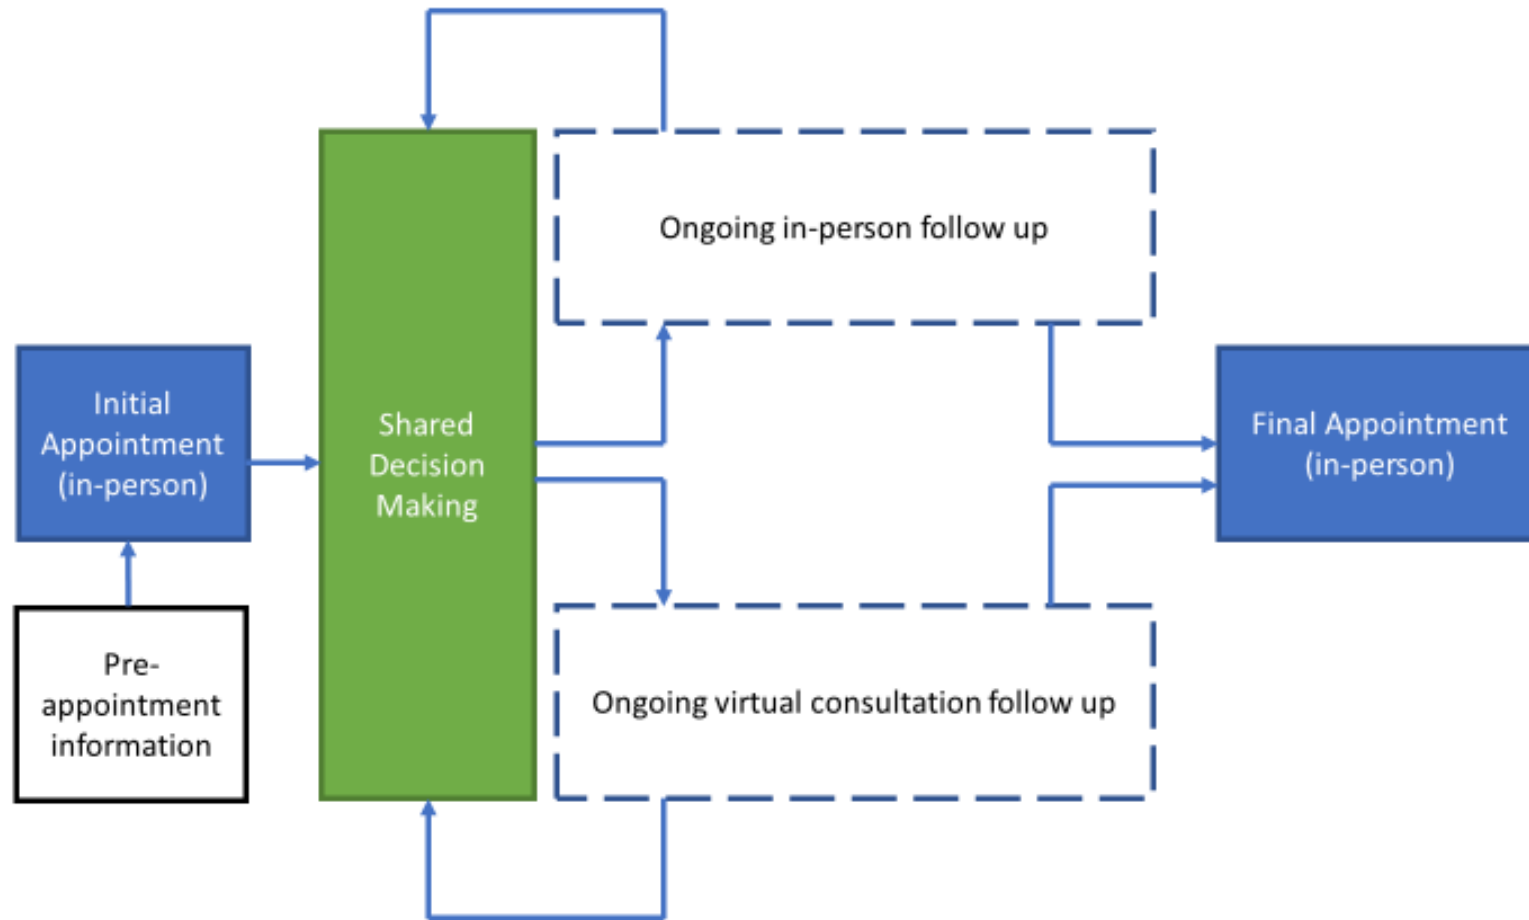 Initial
Appointment
(in-person)
Pre-
appointment
information
Shared
Decision
Making
Ongoing in-person follow up
Ongoing virtual consultation follow up
Final Appointment
(in-person)